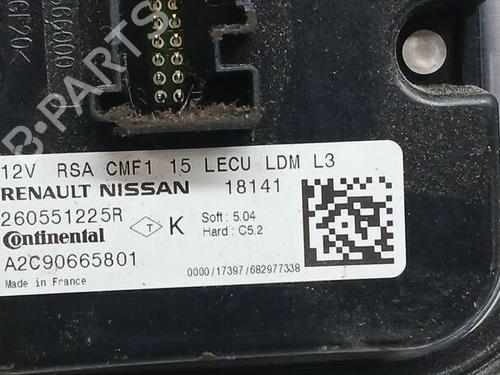 B-PARTS
12V RSA CMF1 15 LECU LDM L3
RENAULT NISSAN 18141
260551225R
Continental T K Soft : 5.04
Hard : C5.2
A2C90665801
0000/17397/682977338
Made in France